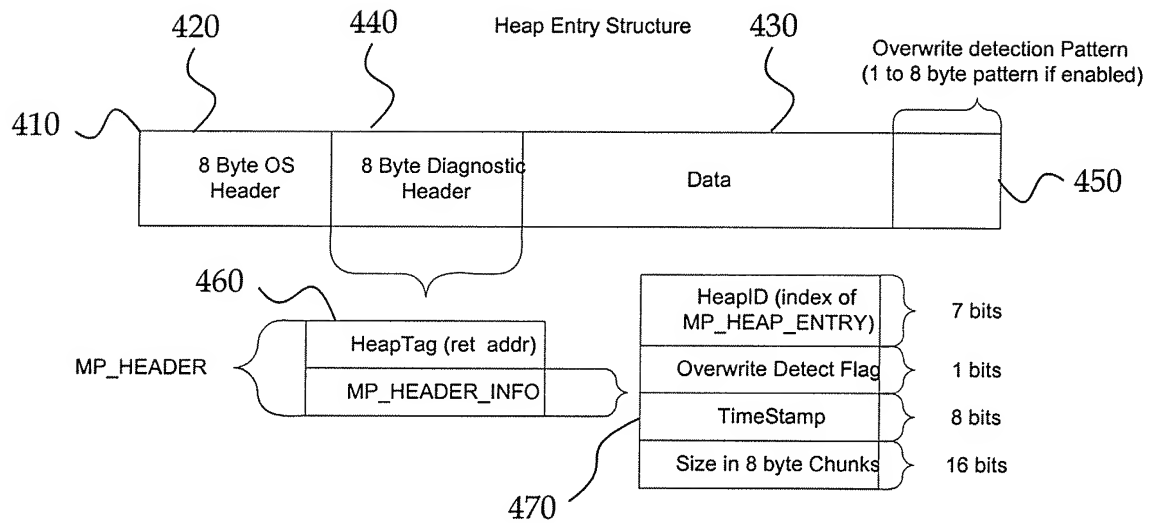 Heap Entry Structure
420
440
430
Overwrite detection Pattern
(1 to 8 byte pattern if enabled)
410
8 Byte OS
Header
8 Byte Diagnostic
Header
Data
450
460
MP_HEADER
HeapTag (ret addr)
MP_HEADER_INFO
HeapID (index of
MP_HEAP_ENTRY)
7 bits
Overwrite Detect Flag
1 bits
TimeStamp
8 bits
Size in 8 byte Chunks
16 bits
470